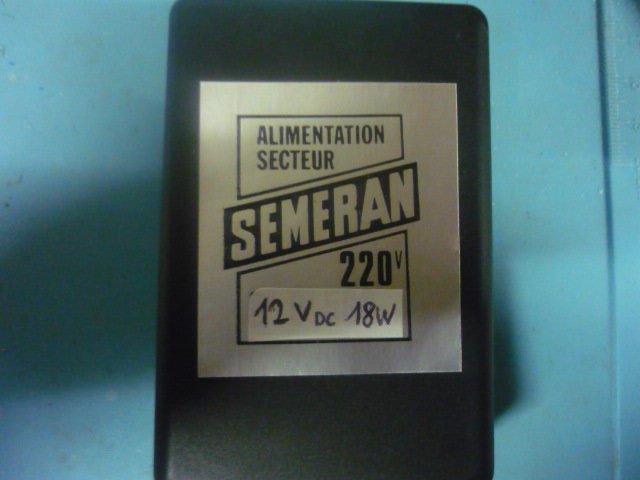 ALIMENTATION
SECTEUR
SEMERAN
220V
12 VDC 18W